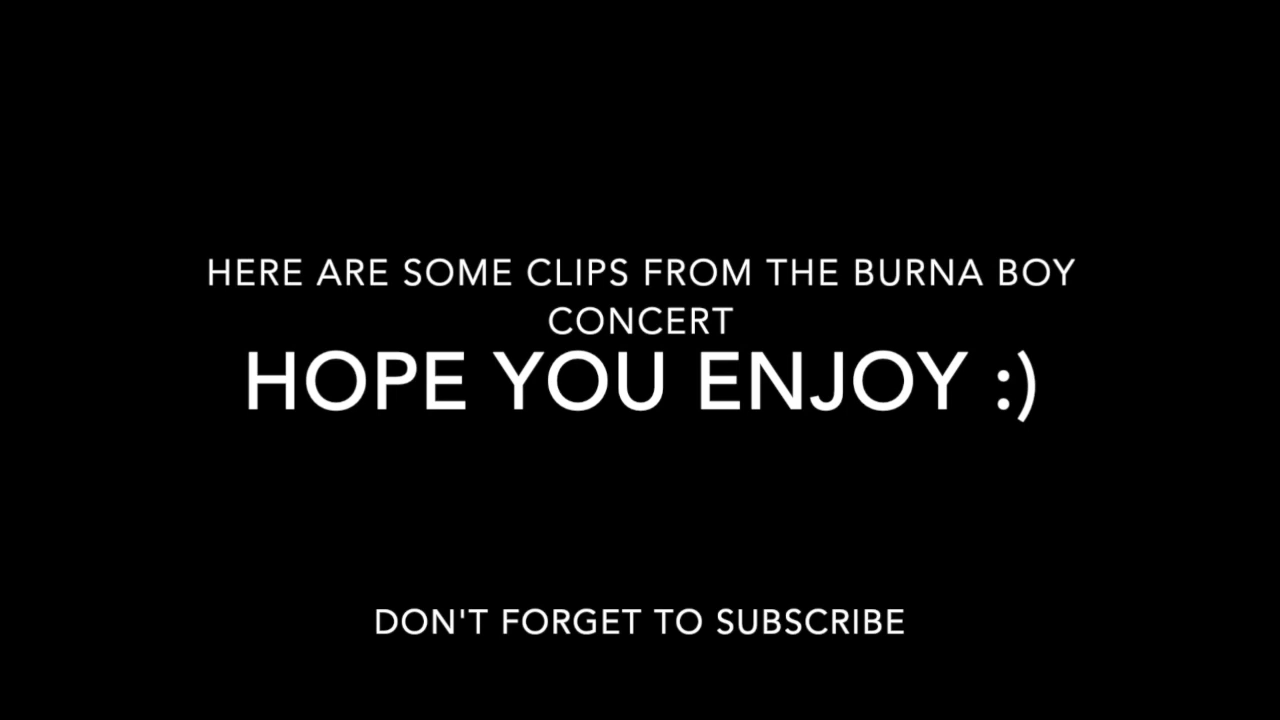 HERE ARE SOME CLIPS FROM THE BURNA BOY
CONCERT
HOPE YOU ENJOY :)
DON'T FORGET TO SUBSCRIBE